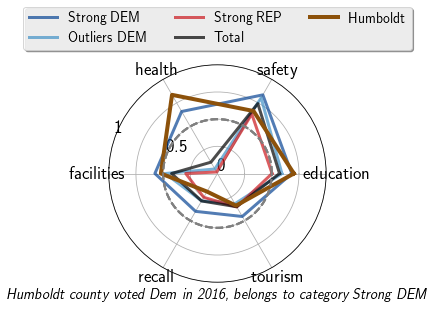 Strong DEM Strong REP Humboldt
Outliers DEM Total
health safety
1
0.5
0
facilities education
recall tourism
Humboldt county voted Dem in 2016, belongs to category Strong DEM